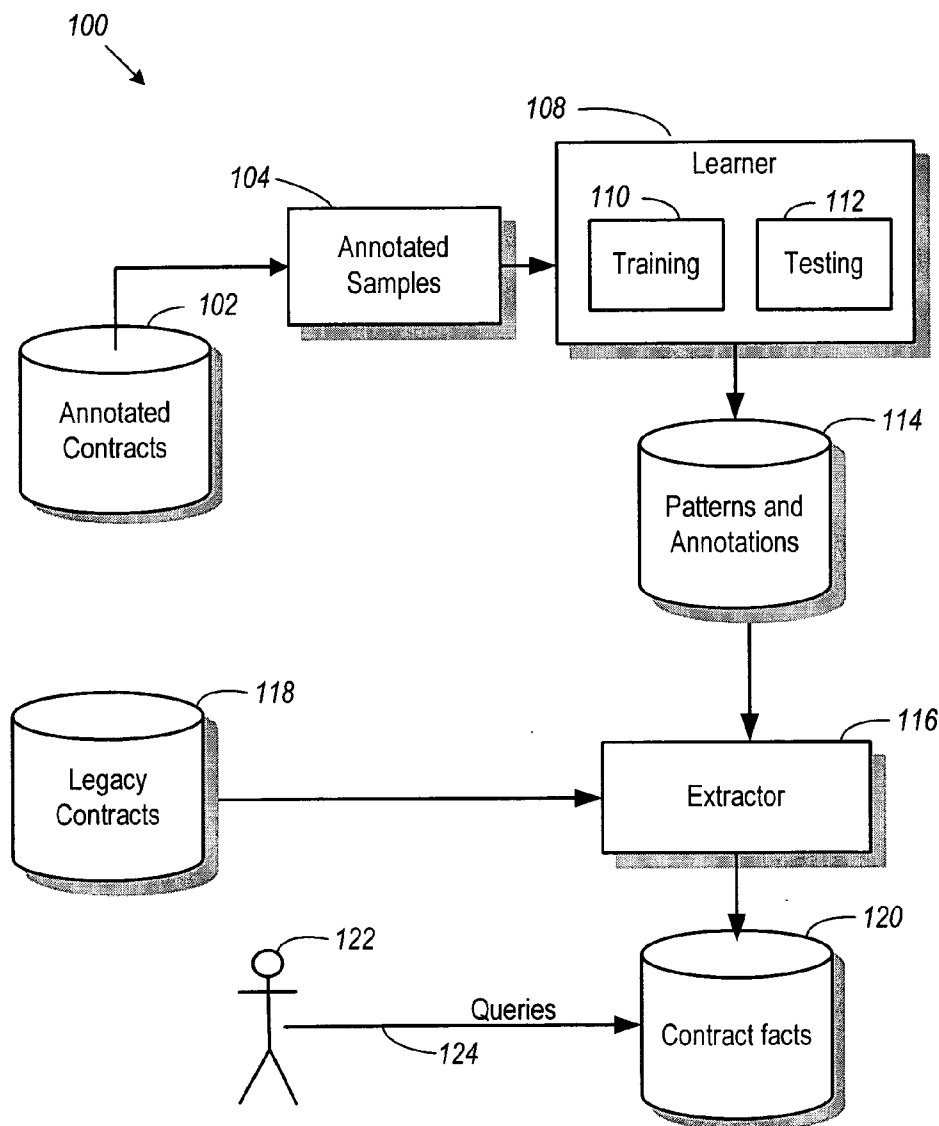 100
108
Learner
104
110
112
Annotated
Samples
Training
Testing
102
Annotated
Contracts
114
Patterns and
Annotations
118
116
Legacy
Contracts
Extractor
120
122
Queries
124
Contract facts